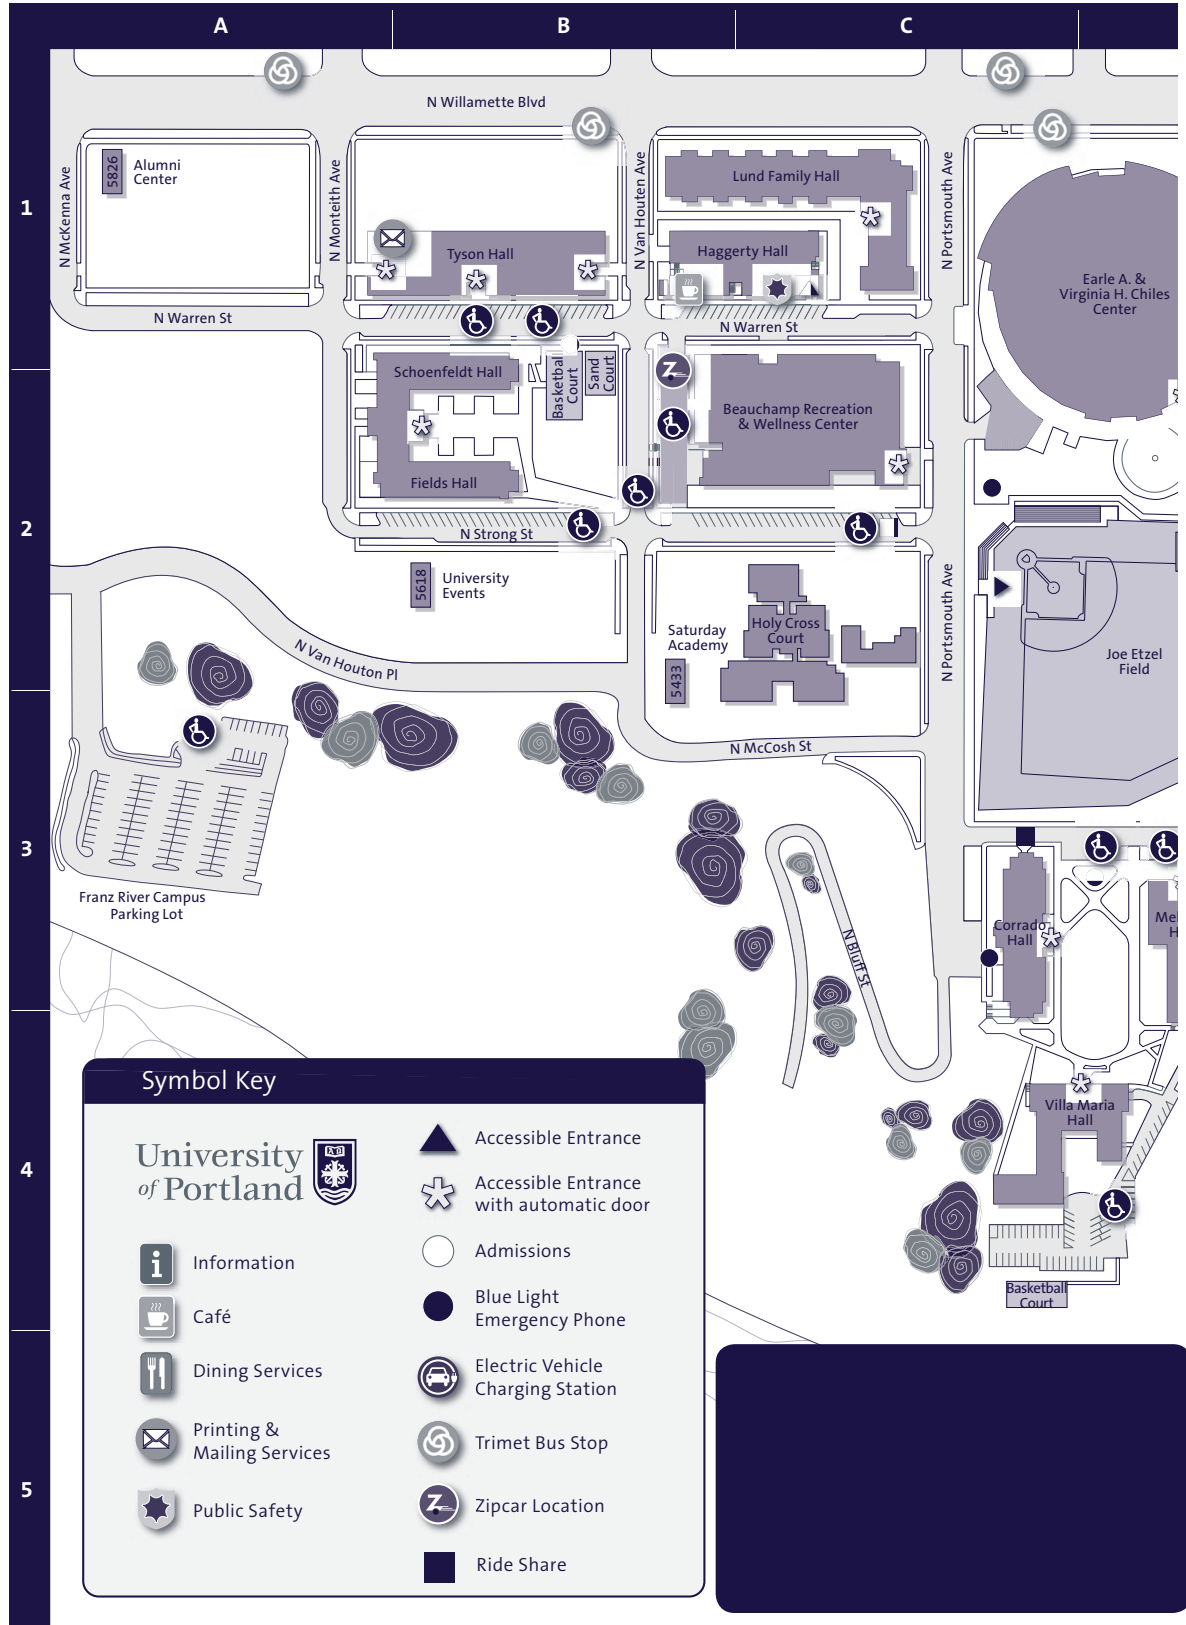 A
B
C
1
2
3
4
5
N Willamette Blvd
N McKenna Ave
5826
Alumni
Center
N Monteith Ave
N Van Houten Ave
Lund Family Hall
N Portsmouth Ave
Tyson Hall
Haggerty Hall
Earle A. &
Virginia H. Chiles
Center
N Warren St
N Warren St
Schoenfeldt Hall
Basketbal
Court
Sand
Court
Z
Beauchamp Recreation
& Wellness Center
Fields Hall
N Strong St
5618
University
Events
Saturday
Academy
5433
Holy Cross
Court
N Portsmouth Ave
Joe Etzel
Field
N Van Houton Pl
N McCosh St
Franz River Campus
Parking Lot
N Bluff St
Corrado
Hall
Me
H
Villa Maria
Hall
Basketball
Court
Symbol Key
University
of Portland
i
Information
Café
Dining Services
Printing &
Mailing Services
Public Safety
Accessible Entrance
Accessible Entrance
with automatic door
Admissions
Blue Light
Emergency Phone
Electric Vehicle
Charging Station
Trimet Bus Stop
Z
Zipcar Location
Ride Share